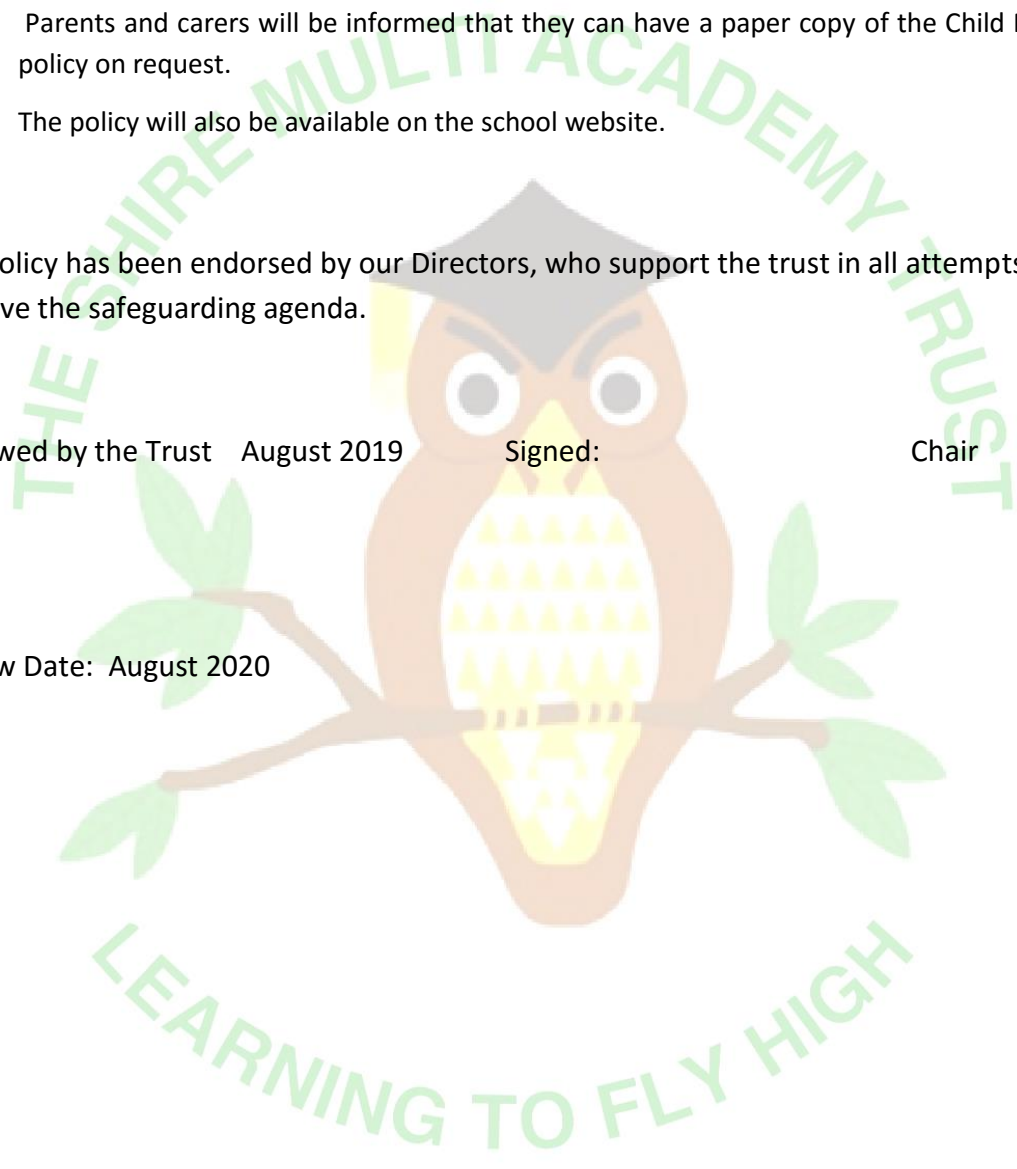 Parents and carers will be informed that they can have a paper copy of the Child
policy on request.
The policy will also be available on the school website.
olicy has been endorsed by our Directors, who support the trust in all attempts
ve the safeguarding agenda.
wed by the Trust August 2019 Signed: Chair
w Date: August 2020
THE SHIRE MULTI ACADEMY TRUST
LEARNING TO FLY HIGH